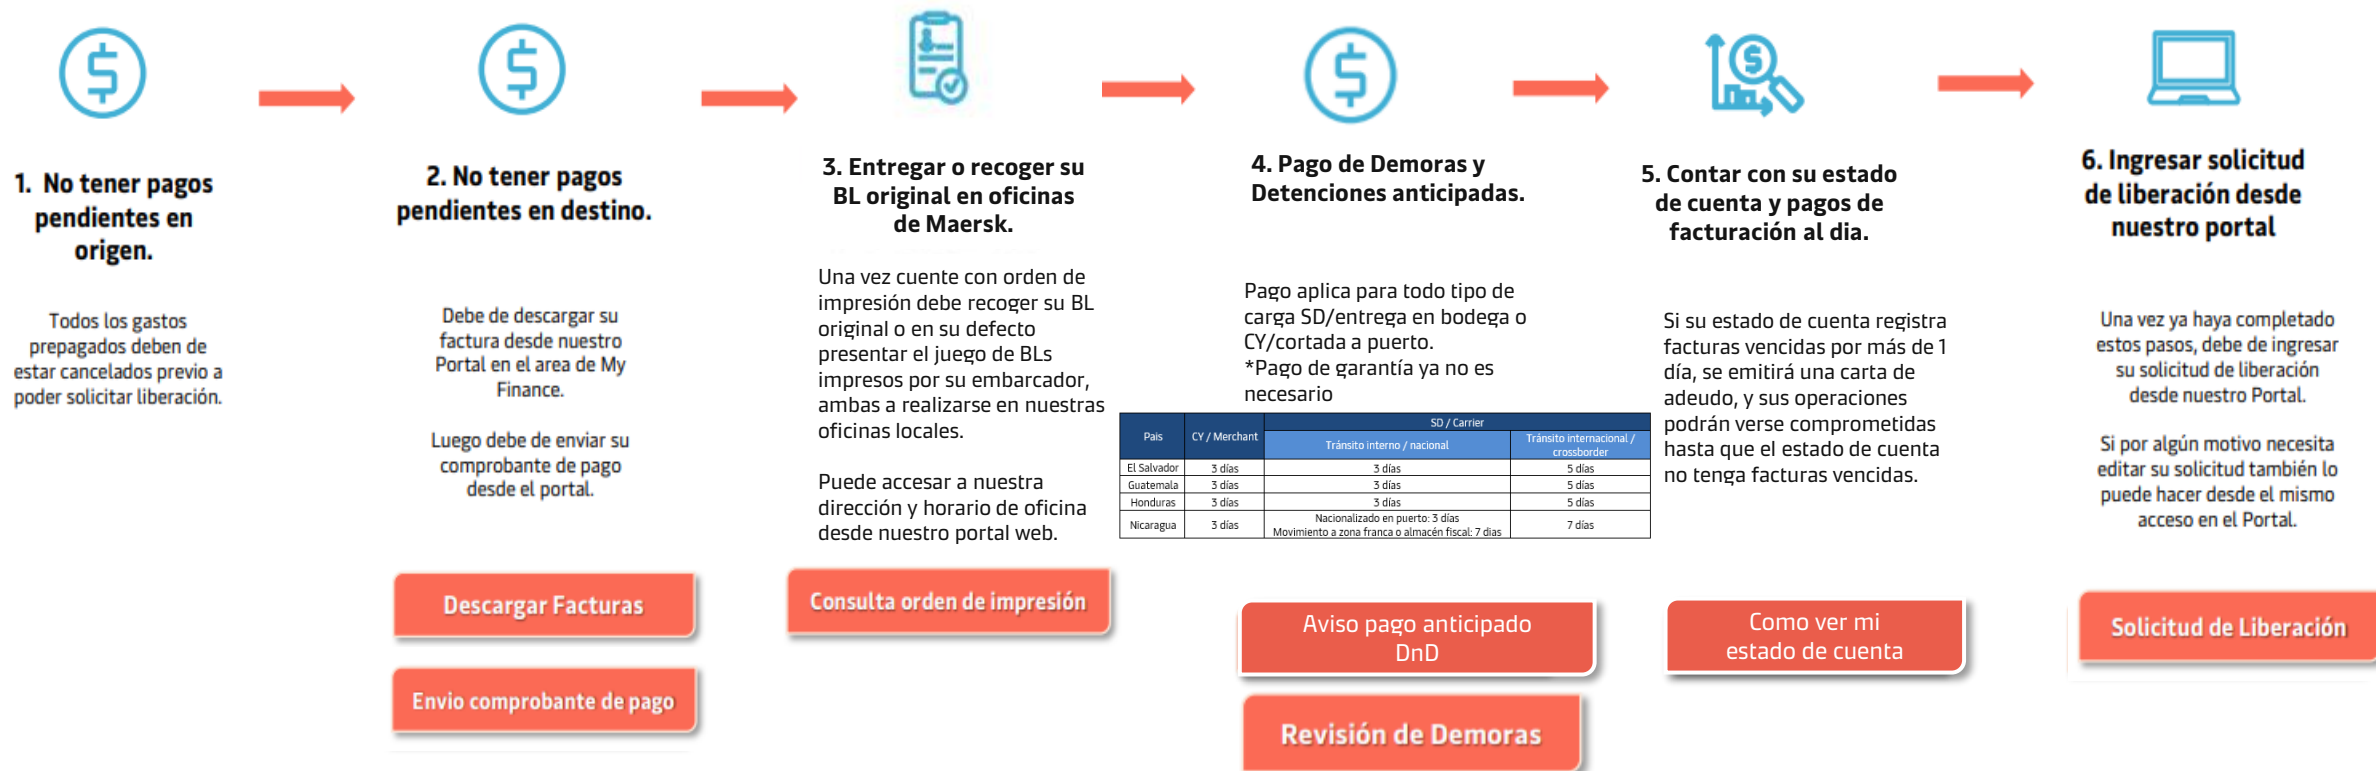 1. No tener pagos
pendientes en
origen.
Todos los gastos
prepagados deben de
estar cancelados previo a
poder solicitar liberación.
2. No tener pagos
pendientes en destino.
Debe de descargar su
factura desde nuestro
Portal en el area de My
Finance.
Luego debe de enviar su
comprobante de pago
desde el portal.
Descargar Facturas
Envio comprobante de pago
3. Entregar o recoger su
BL original en oficinas
de Maersk.
Una vez cuente con orden de
impresión debe recoger su BL
original o en su defecto
presentar el juego de BLs
impresos por su embarcador,
ambas a realizarse en nuestras
oficinas locales.
Puede accesar a nuestra
dirección y horario de oficina
desde nuestro portal web.
Consulta orden de impresión
4. Pago de Demoras y
Detenciones anticipadas.
Pago aplica para todo tipo de
carga SD/entrega en bodega o
CY/cortada a puerto.
*Pago de garantía ya no es
necesario
Pais CY / Merchant SD / Carrier
Tránsito interno / nacional Tránsito internacional /
crossborder
El Salvador 3 días 3 días 5 días
Guatemala 3 días 3 días 5 días
Honduras 3 días 3 días 5 días
Nicaragua 3 días Nacionalizado en puerto: 3 días
Movimiento a zona franca o almacén fiscal: 7 dias 7 días
Aviso pago anticipado
DnD
Revisión de Demoras
5. Contar con su estado
de cuenta y pagos de
facturación al dia.
Si su estado de cuenta registra
facturas vencidas por más de 1
día, se emitirá una carta de
adeudo, y sus operaciones
podrán verse comprometidas
hasta que el estado de cuenta
no tenga facturas vencidas.
Como ver mi
estado de cuenta
6. Ingresar solicitud
de liberación desde
nuestro portal
Una vez ya haya completado
estos pasos, debe de ingresar
su solicitud de liberación
desde nuestro Portal.
Si por algún motivo necesita
editar su solicitud también lo
puede hacer desde el mismo
acceso en el Portal.
Solicitud de Liberación